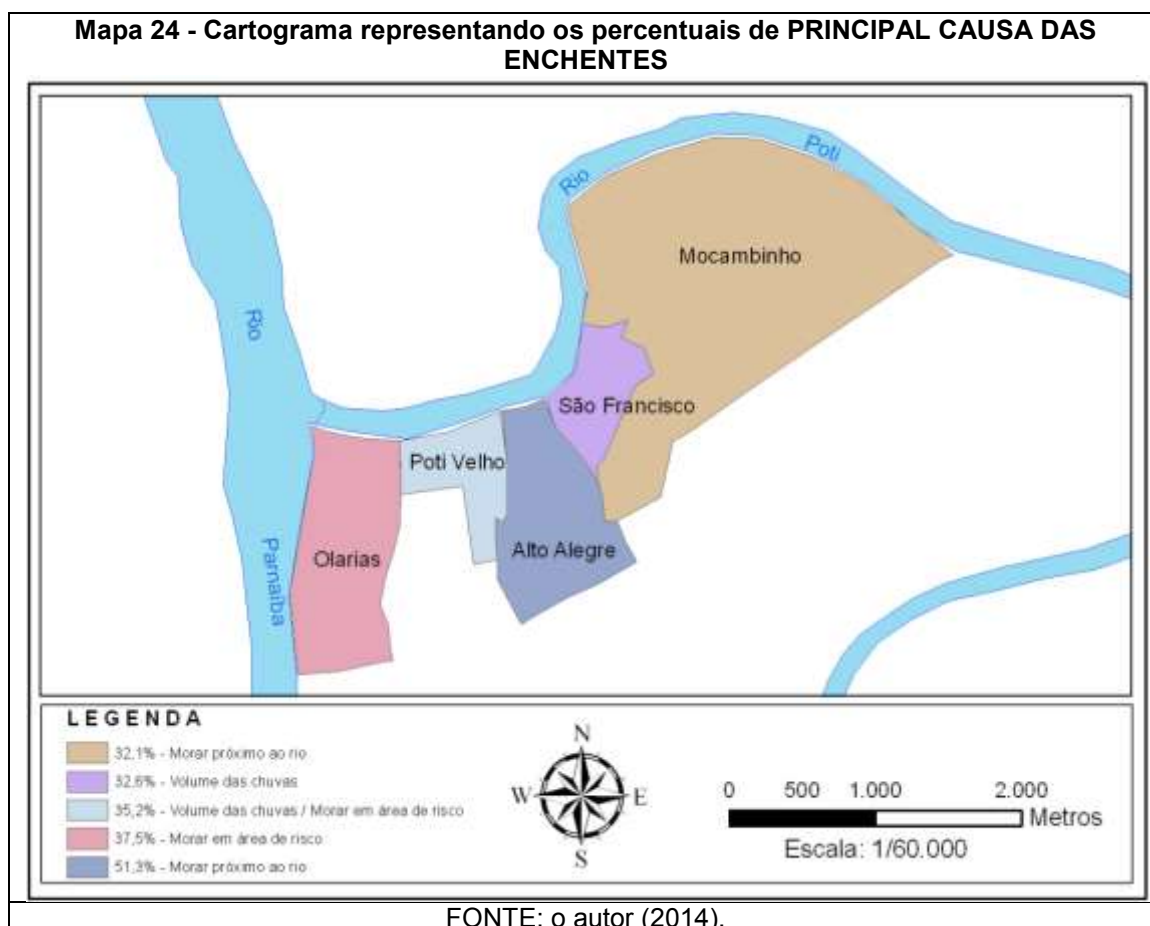 Mapa 24 - Cartograma representando os percentuais de PRINCIPAL CAUSA DAS
ENCHENTES
Rio
Poti
Mocambinho
Rio
São Francisco
Poti Velho
Alto Alegre
Olarias
Parnaíba
LEGENDA
32,1% - Morar próximo ao rio
32,6% - Volume das chuvas
35,2% - Volume das chuvas / Morar em área de risco
37,5% - Morar em área de risco
51,3% - Morar próximo ao rio
N
W
E
S
0 500 1.000 2.000
Metros
Escala: 1/60.000
FONTE: o autor (2014).